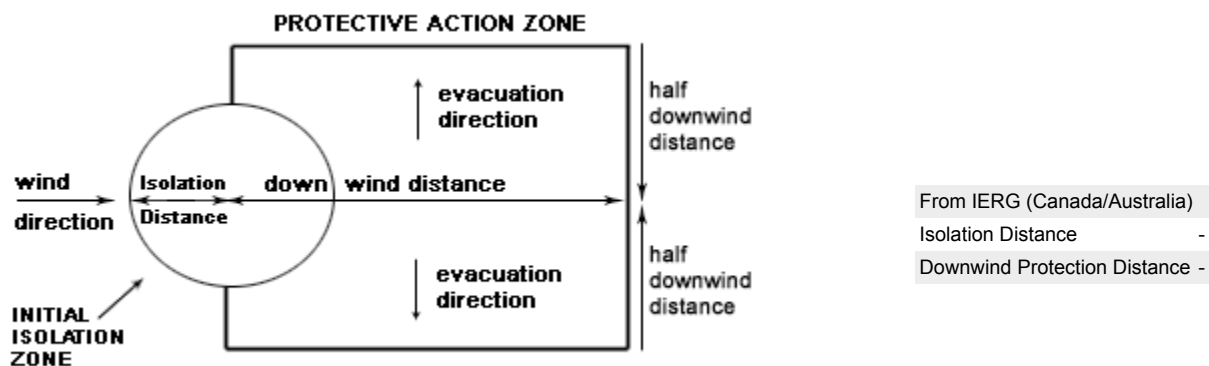 PROTECTIVE ACTION ZONE
evacuation
direction
half
downwind
distance
wind
direction
Isolation
Distance
down wind distance
evacuation
direction
half
downwind
distance
INITIAL
ISOLATION
ZONE
From IERG (Canada/Australia)
Isolation Distance -
Downwind Protection Distance -